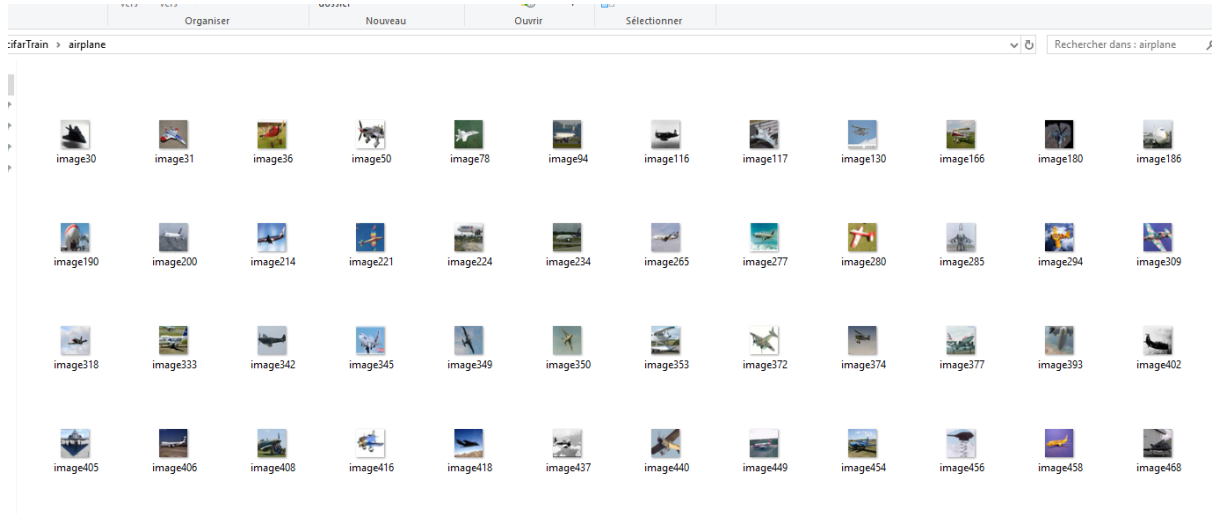 vers vers dossier
Organiser Nouveau Ouvrir Sélectionner
cifarTrain > airplane Rechercher dans : airplane
image30 image31 image36 image50 image78 image94 image116 image117 image130 image166 image180 image186
image190 image200 image214 image221 image224 image234 image265 image277 image280 image285 image294 image309
image318 image333 image342 image345 image349 image350 image353 image372 image374 image377 image393 image402
image405 image406 image408 image416 image418 image437 image440 image449 image454 image456 image458 image468